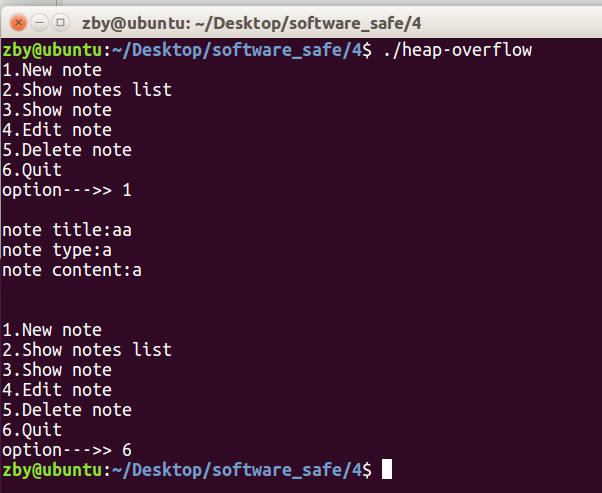 zby@ubuntu: ~/Desktop/software_safe/4
zby@ubuntu:~/Desktop/software_safe/4$ ./heap-overflow
1.New note
2.Show notes list
3.Show note
4.Edit note
5.Delete note
6.Quit
option--->> 1
note title:aa
note type:a
note content:a
1.New note
2.Show notes list
3.Show note
4.Edit note
5.Delete note
6.Quit
option--->> 6
zby@ubuntu:~/Desktop/software_safe/4$